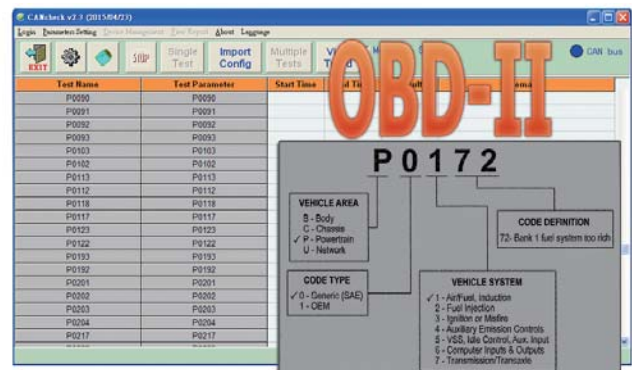 CANcheck v2.3 (2015/04/23)
Login Parameters Setting Device Management Test Report About Language
EXIT STOP Single Test Import Config Multiple Tests CAN bus
OBD-II
Test Name Test Parameter Start Time
P0090 P0090
P0091 P0091
P0092 P0092
P0093 P0093
P0103 P0103
P0102 P0102
P0113 P0113
P0112 P0112
P0118 P0118
P0117 P0117
P0123 P0123
P0122 P0122
P0193 P0193
P0192 P0192
P0201 P0201
P0202 P0202
P0203 P0203
P0204 P0204
P0217 P0217
P0172
VEHICLE AREA
B - Body
C - Chassis
✓ P - Powertrain
U - Network
CODE TYPE
✓ 0 - Generic (SAE)
1 - OEM
CODE DEFINITION
72- Bank 1 fuel system too rich
VEHICLE SYSTEM
✓ 1 - Air/Fuel, Induction
2 - Fuel Injection
3 - Ignition or Misfire
4 - Auxiliary Emission Controls
5 - VSS, Idle Control, Aux. Input
6 - Computer Inputs & Outputs
7 - Transmission/Transaxle